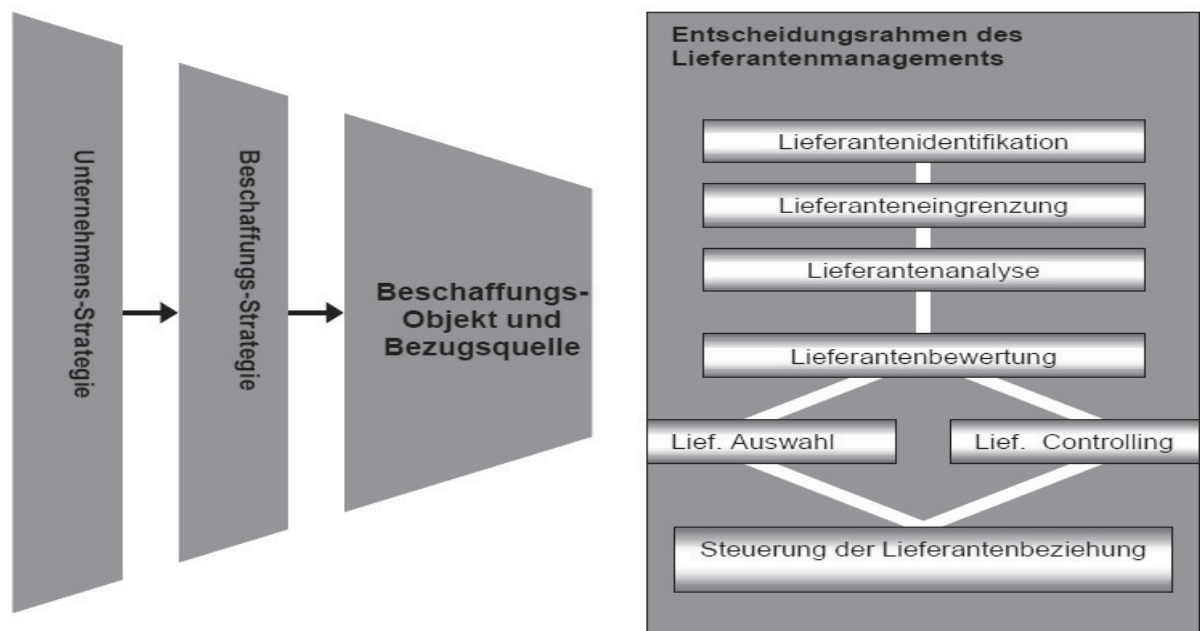 Unternehmens-Strategie
Beschaffungs-Strategie
Beschaffungs-
Objekt und
Bezugsquelle
Entscheidungsrahmen des
Lieferantenmanagements
Lieferantenidentifikation
Lieferanteneingrenzung
Lieferantenanalyse
Lieferantenbewertung
Lief. Auswahl
Lief. Controlling
Steuerung der Lieferantenbeziehung